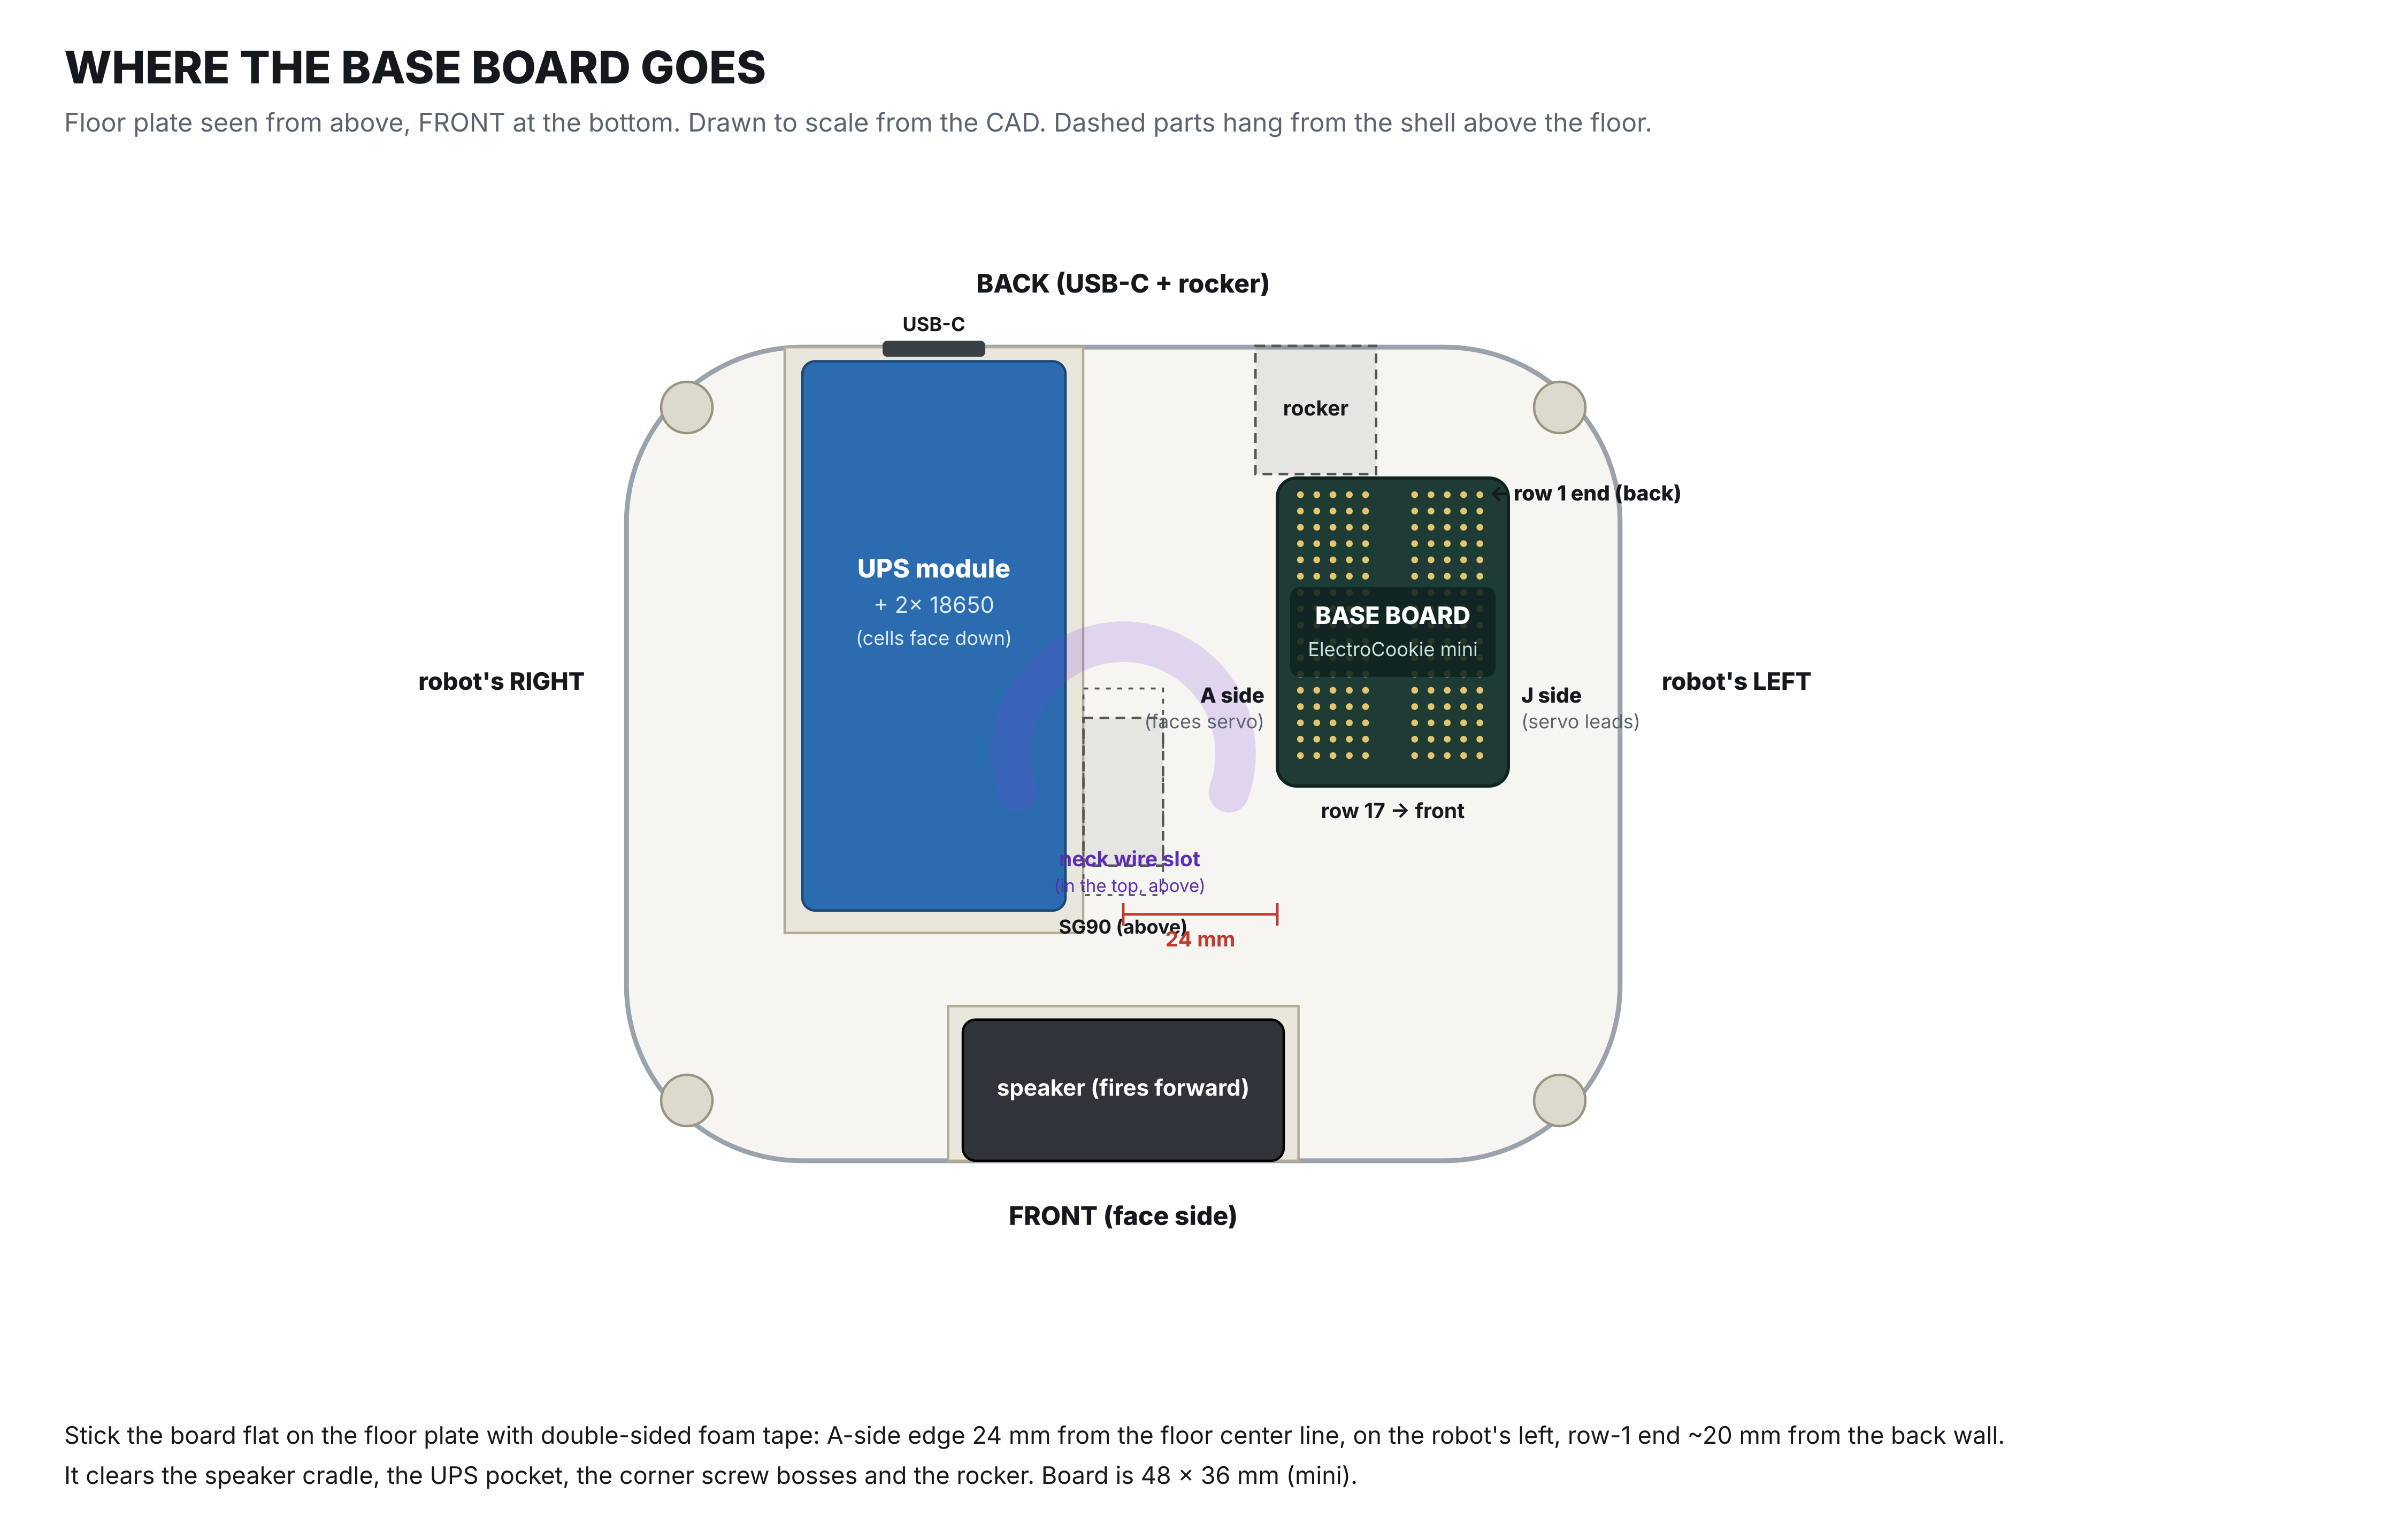 WHERE THE BASE BOARD GOES
Floor plate seen from above, FRONT at the bottom. Drawn to scale from the CAD. Dashed parts hang from the shell above the floor.
BACK (USB-C + rocker)
USB-C
rocker
← row 1 end (back)
UPS module
+ 2× 18650
(cells face down)
BASE BOARD
ElectroCookie mini
robot's RIGHT
robot's LEFT
A side
(faces servo)
J side
(servo leads)
row 17 → front
neck wire slot
(in the top, above)
SG90 (above)
24 mm
speaker (fires forward)
FRONT (face side)
Stick the board flat on the floor plate with double-sided foam tape: A-side edge 24 mm from the floor center line, on the robot's left, row-1 end ~20 mm from the back wall.
It clears the speaker cradle, the UPS pocket, the corner screw bosses and the rocker. Board is 48 × 36 mm (mini).